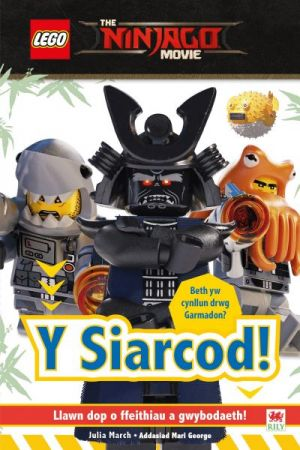 LEGO
THE
NINJAGO
MOVIE
Beth yw
cynllun drwg
Garmadon?
Y Siarcod!
Llawn dop o ffeithiau a gwybodaeth!
Julia March • Addasiad Mari George
RILY